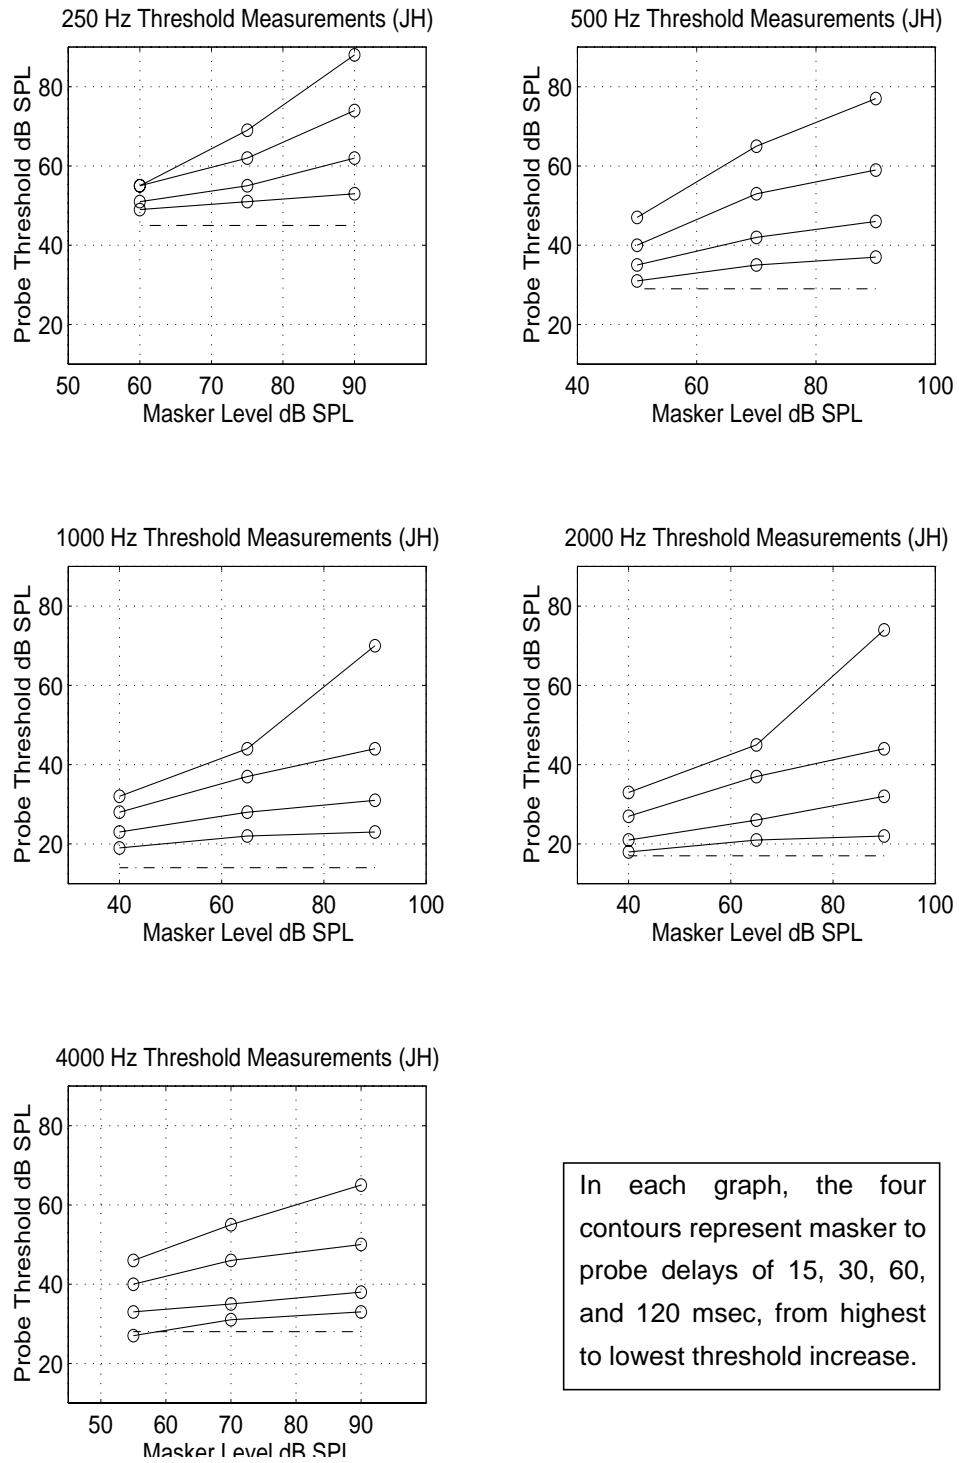 250 Hz Threshold Measurements (JH)
Probe Threshold dB SPL
80
60
40
20
50 60 70 80 90
Masker Level dB SPL
500 Hz Threshold Measurements (JH)
Probe Threshold dB SPL
80
60
40
20
40 60 80 100
Masker Level dB SPL
1000 Hz Threshold Measurements (JH)
Probe Threshold dB SPL
80
60
40
20
40 60 80 100
Masker Level dB SPL
2000 Hz Threshold Measurements (JH)
Probe Threshold dB SPL
80
60
40
20
40 60 80 100
Masker Level dB SPL
4000 Hz Threshold Measurements (JH)
Probe Threshold dB SPL
80
60
40
20
50 60 70 80 90
Masker Level dB SPL
In each graph, the four
contours represent masker to
probe delays of 15, 30, 60,
and 120 msec, from highest
to lowest threshold increase.